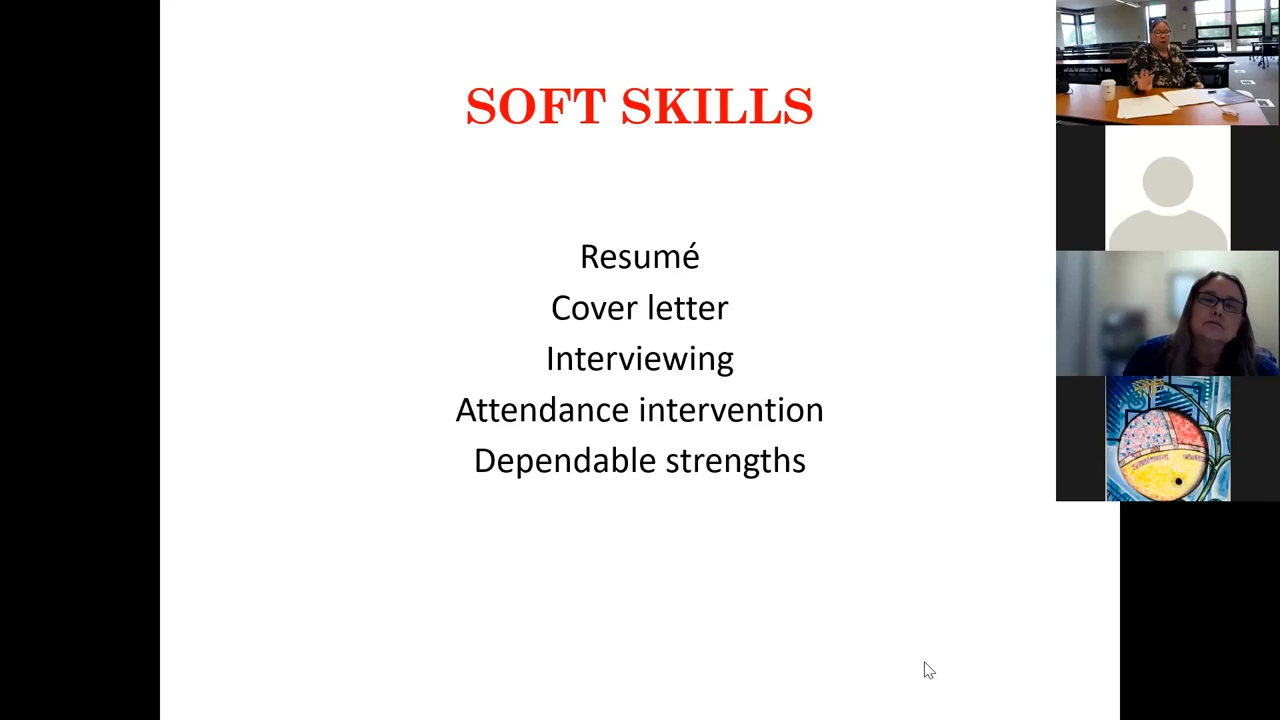 SOFT SKILLS
Resumé
Cover letter
Interviewing
Attendance intervention
Dependable strengths